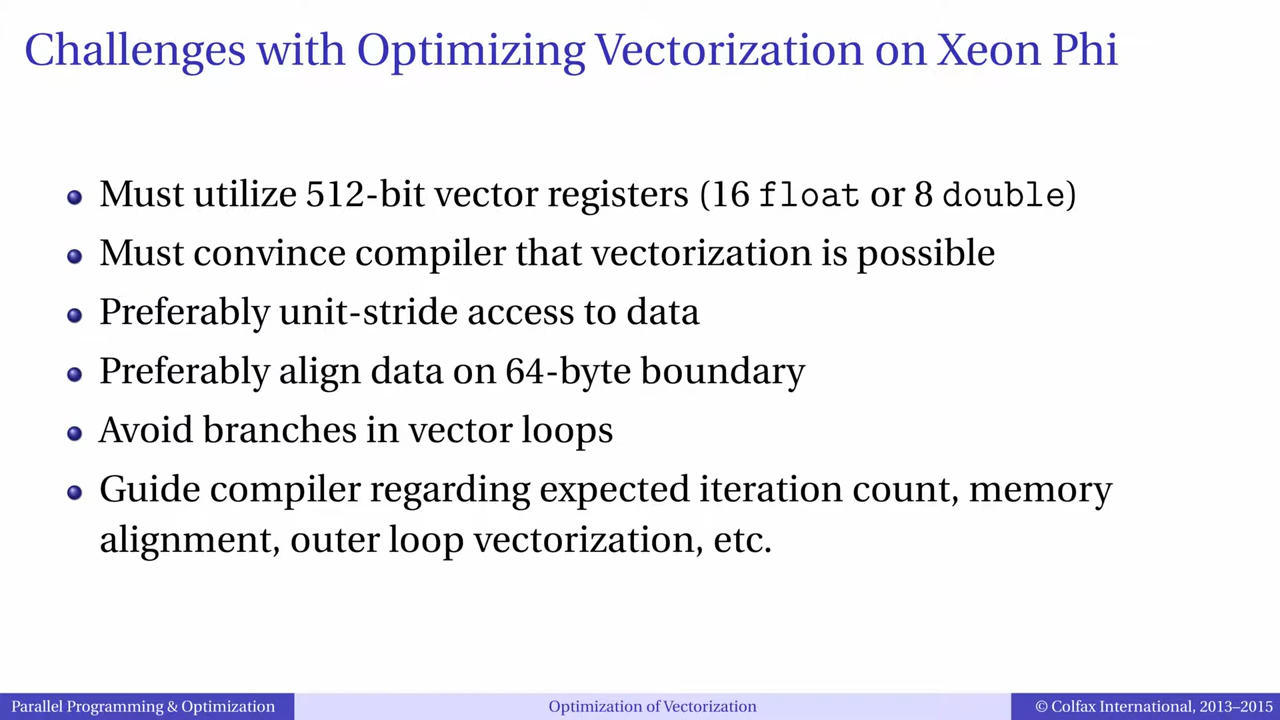 Challenges with Optimizing Vectorization on Xeon Phi
Must utilize 512-bit vector registers (16 float or 8 double)
Must convince compiler that vectorization is possible
Preferably unit-stride access to data
Preferably align data on 64-byte boundary
Avoid branches in vector loops
Guide compiler regarding expected iteration count, memory
alignment, outer loop vectorization, etc.
Parallel Programming & Optimization
Optimization of Vectorization
© Colfax International, 2013–2015